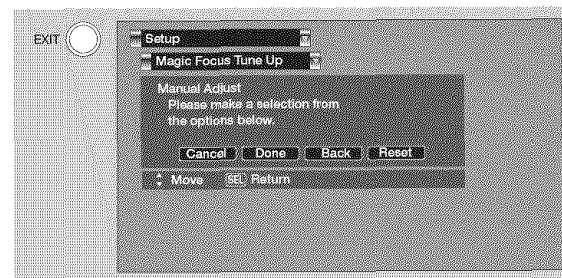 EXIT
Setup
Magic Focus Tune Up
Manual Adjust
Please make a selection from
the options below.
Cancel Done Back Reset
Move SEL Return